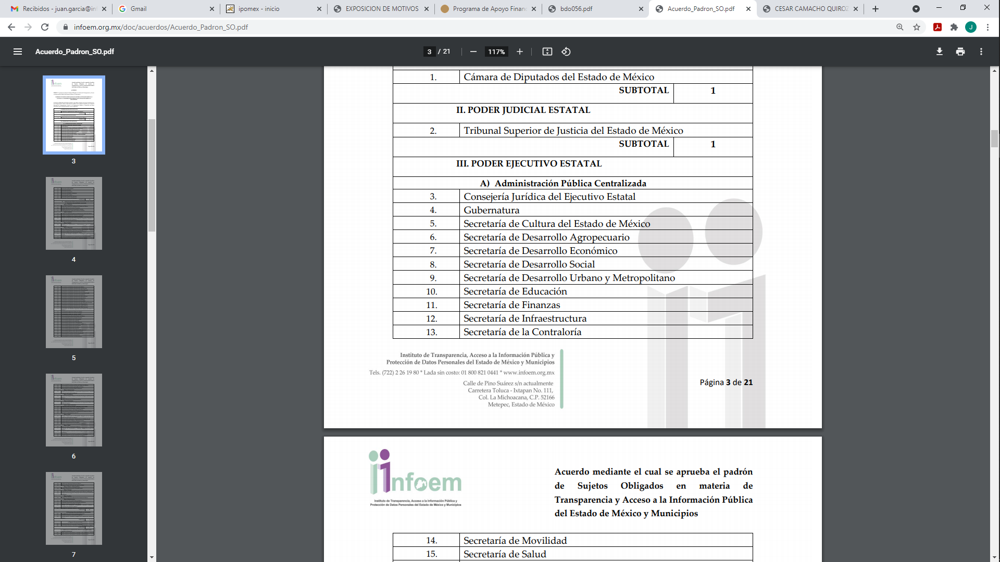 Recibidos - juan.garcia@in
Gmail
ipomex - inicio
EXPOSICION DE MOTIVOS
Programa de Apoyo Financ
bdo056.pdf
Acuerdo_Padron_SO.pdf
CESAR CAMACHO QUIROZ
infoem.org.mx/doc/acuerdos/Acuerdo_Padron_SO.pdf
J
Acuerdo_Padron_SO.pdf
3 / 21
117%
3
4
5
6
7
1. Cámara de Diputados del Estado de México
SUBTOTAL 1
II. PODER JUDICIAL ESTATAL
2. Tribunal Superior de Justicia del Estado de México
SUBTOTAL 1
III. PODER EJECUTIVO ESTATAL
A) Administración Pública Centralizada
3. Consejería Jurídica del Ejecutivo Estatal
4. Gubernatura
5. Secretaría de Cultura del Estado de México
6. Secretaría de Desarrollo Agropecuario
7. Secretaría de Desarrollo Económico
8. Secretaría de Desarrollo Social
9. Secretaría de Desarrollo Urbano y Metropolitano
10. Secretaría de Educación
11. Secretaría de Finanzas
12. Secretaría de Infraestructura
13. Secretaría de la Contraloría
Instituto de Transparencia, Acceso a la Información Pública y
Protección de Datos Personales del Estado de México y Municipios
Tels. (722) 2 26 19 80 * Lada sin costo: 01 800 821 0441 * www.infoem.org.mx
Calle de Pino Suárez s/n actualmente
Carretera Toluca - Ixtapan No. 111,
Col. La Michoacana, C.P. 52166
Metepec, Estado de México
Página 3 de 21
infoem
Instituto de Transparencia, Acceso a la Información Pública y
Protección de Datos Personales del Estado de México y Municipios
Acuerdo mediante el cual se aprueba el padrón
de Sujetos Obligados en materia de
Transparencia y Acceso a la Información Pública
del Estado de México y Municipios
14. Secretaría de Movilidad
15. Secretaría de Salud